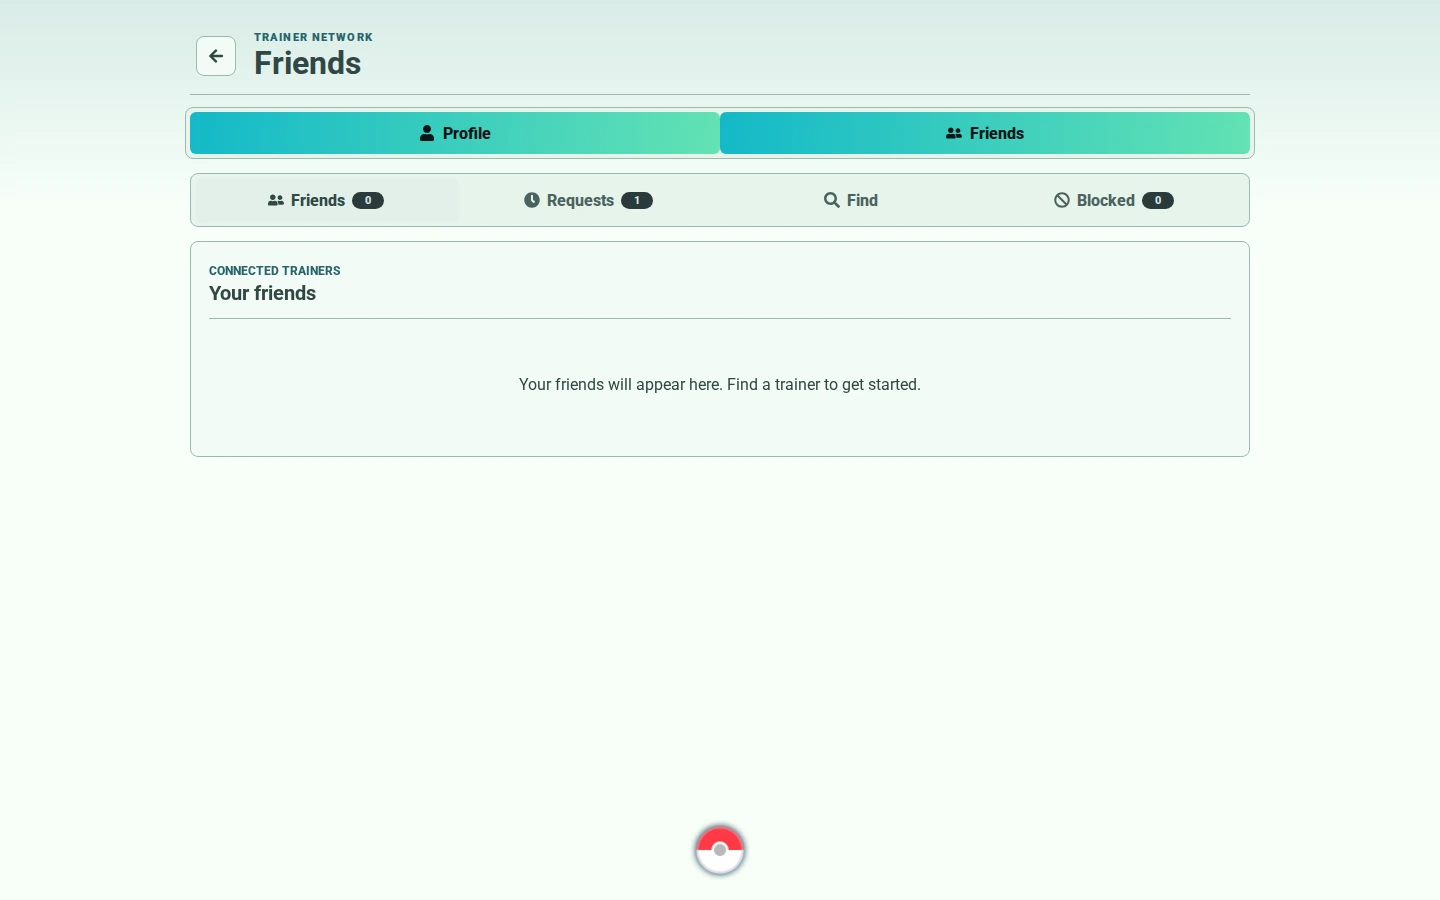 TRAINER NETWORK
Friends
Profile
Friends
Friends 0
Requests 1
Find
Blocked 0
CONNECTED TRAINERS
Your friends
Your friends will appear here. Find a trainer to get started.